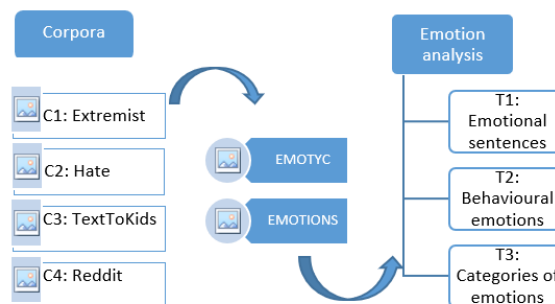 Corpora
C1: Extremist
C2: Hate
C3: TextToKids
C4: Reddit
EMOTYC
EMOTIONS
Emotion
analysis
T1:
Emotional
sentences
T2:
Behavioural
emotions
T3:
Categories of
emotions